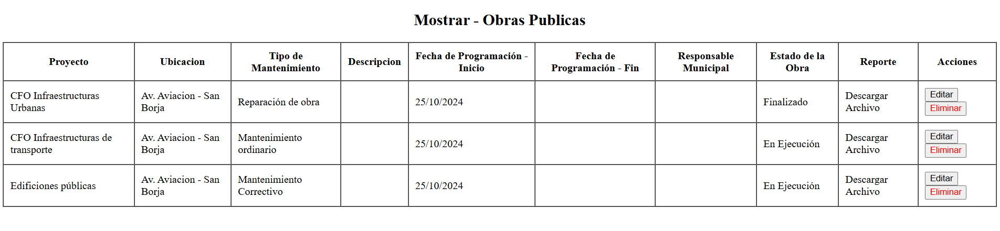 Mostrar - Obras Publicas
Proyecto
Ubicacion
Tipo de
Mantenimiento
Descripcion
Fecha de Programación -
Inicio
Fecha de
Programación - Fin
Responsable
Municipal
Estado de la
Obra
Reporte
Acciones
CFO Infraestructuras
Urbanas
Av. Aviacion - San
Borja
Reparación de obra
25/10/2024
Finalizado
Descargar
Archivo
Editar
Eliminar
CFO Infraestructuras de
transporte
Av. Aviacion - San
Borja
Mantenimiento
ordinario
25/10/2024
En Ejecución
Descargar
Archivo
Editar
Eliminar
Edificiones públicas
Av. Aviacion - San
Borja
Mantenimiento
Correctivo
25/10/2024
En Ejecución
Descargar
Archivo
Editar
Eliminar